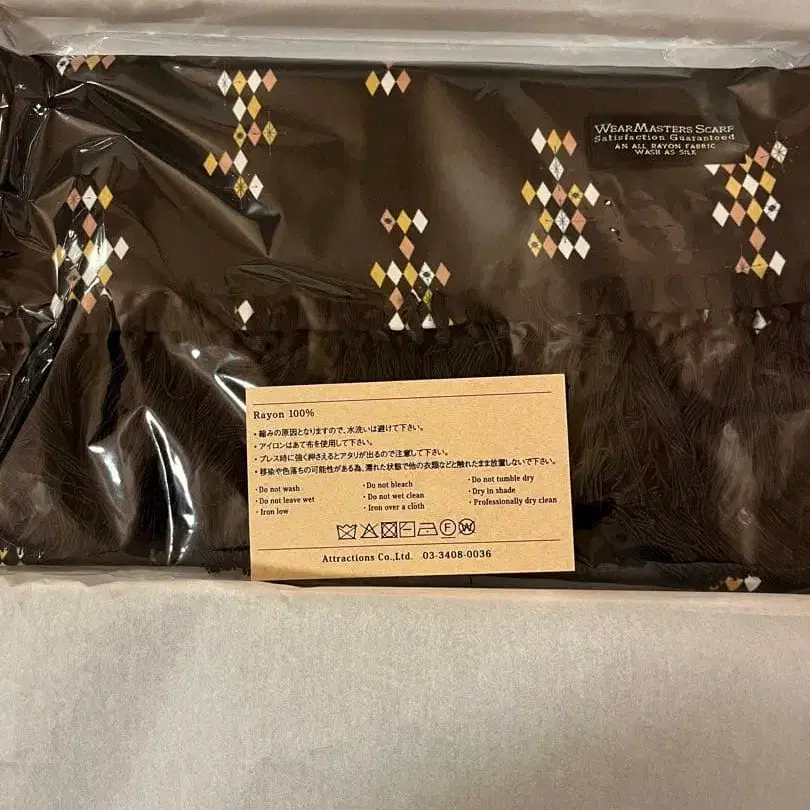 WEARMASTERS SCARF
Satisfaction Guaranteed
AN ALL RAYON FABRIC
WASH AS SILK
Rayon 100%
・縮みの原因となりますので、水洗いは避けて下さい。
・アイロンはあて布を使用して下さい。
・プレス時に強く押さえるとアタリが出るので注意して下さい。
・移染や色落ちの可能性がある為、濡れた状態で他の衣類などと触れたまま放置しないで下さい。
・Do not wash ・Do not bleach ・Do not tumble dry
・Do not leave wet ・Do not wet clean ・Dry in shade
・Iron low ・Iron over a cloth ・Professionally dry clean
F W
Attractions Co.,Ltd. 03-3408-0036